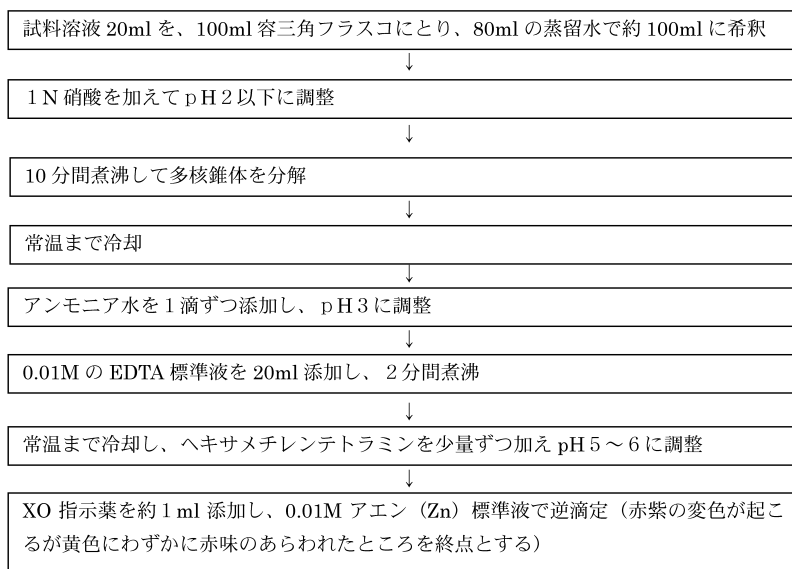 試料溶液 20ml を、100ml 容三角フラスコにとり、80ml の蒸留水で約 100ml に希釈
↓
１N 硝酸を加えてｐH２以下に調整
↓
10 分間煮沸して多核錯体を分解
↓
常温まで冷却
↓
アンモニア水を１滴ずつ添加し、ｐH３に調整
↓
0.01M の EDTA 標準液を 20ml 添加し、２分間煮沸
↓
常温まで冷却し、ヘキサメチレンテトラミンを少量ずつ加え pH５～６に調整
↓
XO 指示薬を約１ml 添加し、0.01M アエン（Zn）標準液で逆滴定（赤紫の変色が起こ
るが黄色にわずかに赤味のあらわれたところを終点とする）